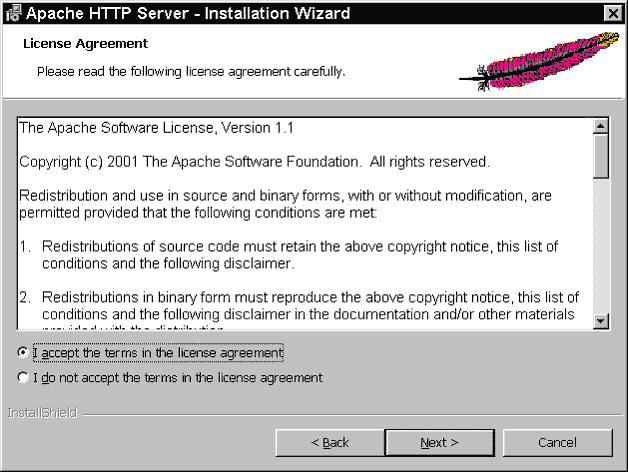 Apache HTTP Server - Installation Wizard
License Agreement
Please read the following license agreement carefully.
The Apache Software License, Version 1.1
Copyright (c) 2001 The Apache Software Foundation. All rights reserved.
Redistribution and use in source and binary forms, with or without modification, are
permitted provided that the following conditions are met:
1. Redistributions of source code must retain the above copyright notice, this list of
conditions and the following disclaimer.
2. Redistributions in binary form must reproduce the above copyright notice, this list of
conditions and the following disclaimer in the documentation and/or other materials
provided with the distribution.
I accept the terms in the license agreement
I do not accept the terms in the license agreement
InstallShield
< Back Next > Cancel